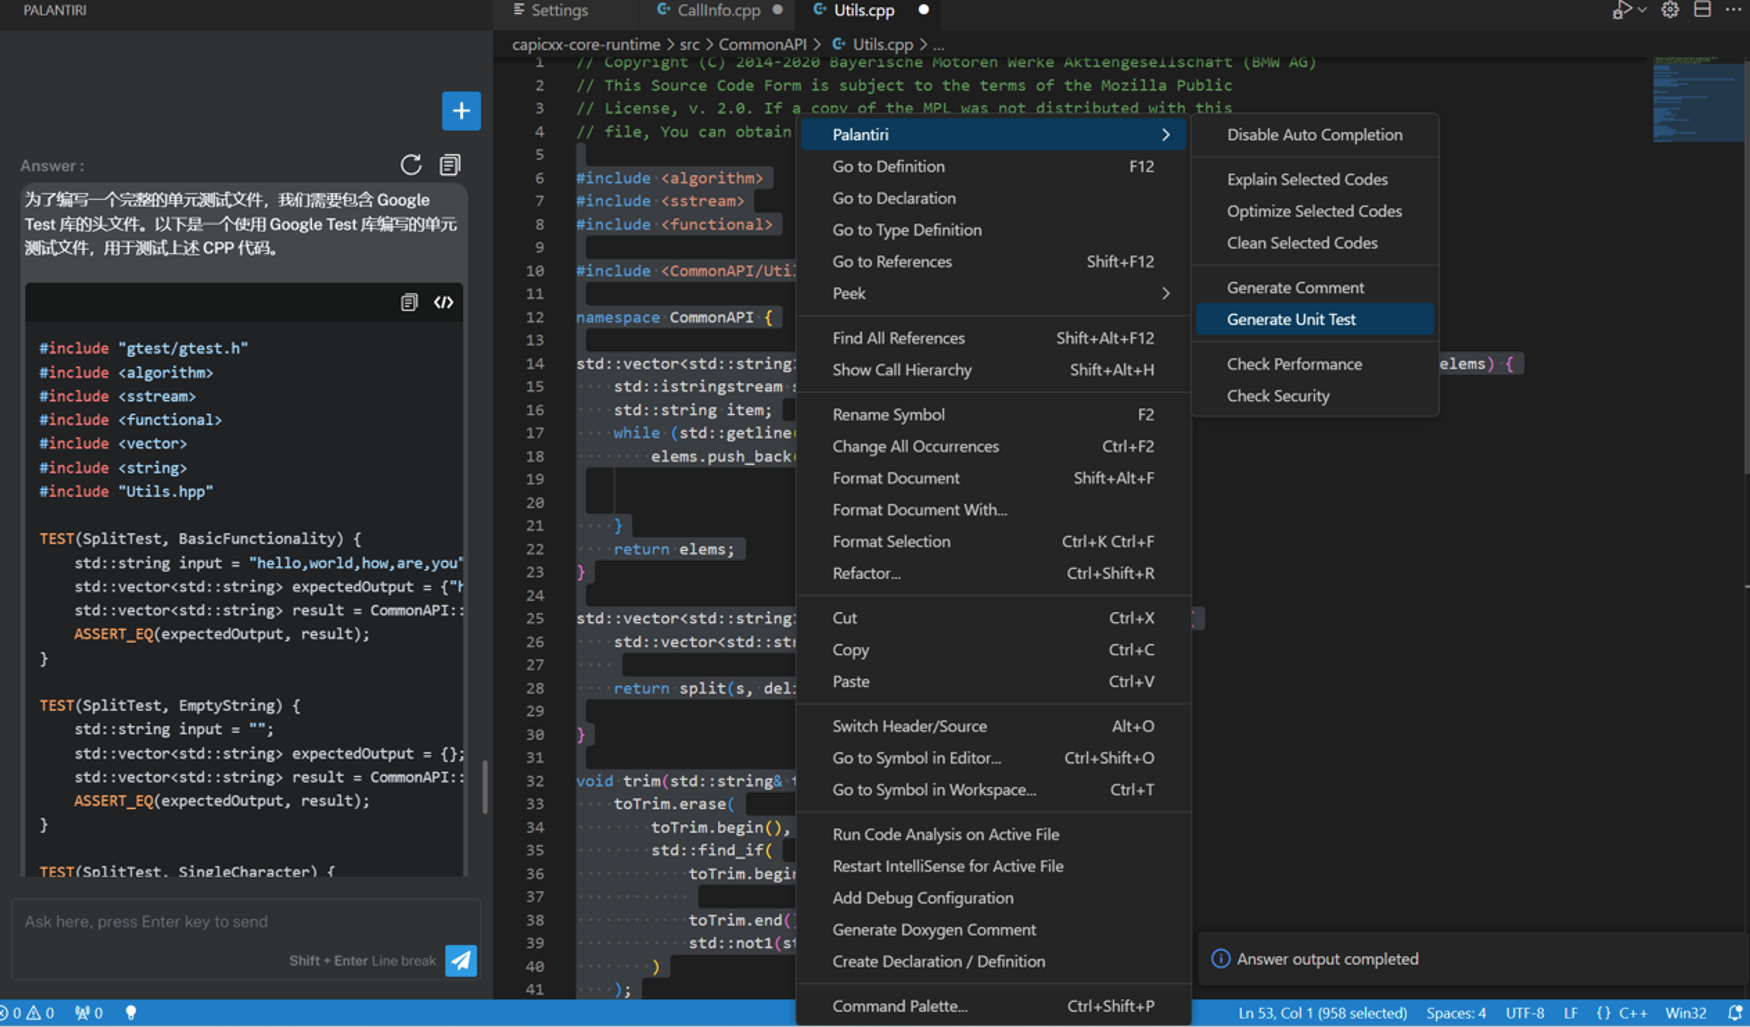 PALANTIRI
Answer :
为了编写一个完整的单元测试文件，我们需要包含 Google
Test 库的头文件。以下是一个使用 Google Test 库编写的单元
测试文件，用于测试上述 CPP 代码。
#include "gtest/gtest.h"
#include <algorithm>
#include <sstream>
#include <functional>
#include <vector>
#include <string>
#include "Utils.hpp"
TEST(SplitTest, BasicFunctionality) {
std::string input = "hello,world,how,are,you"
std::vector<std::string> expectedOutput = {"h
std::vector<std::string> result = CommonAPI::
ASSERT_EQ(expectedOutput, result);
}
TEST(SplitTest, EmptyString) {
std::string input = "";
std::vector<std::string> expectedOutput = {};
std::vector<std::string> result = CommonAPI::
ASSERT_EQ(expectedOutput, result);
}
TEST(SplitTest, SingleCharacter) {
Ask here, press Enter key to send
Shift + Enter Line break
Settings
CallInfo.cpp
Utils.cpp
capicxx-core-runtime > src > CommonAPI > Utils.cpp > ...
1 // Copyright (C) 2014-2020 Bayerische Motoren Werke Aktiengesellschaft (BMW AG)
2 // This Source Code Form is subject to the terms of the Mozilla Public
3 // License, v. 2.0. If a copy of the MPL was not distributed with this
4 // file, You can obtain
5
6 #include <algorithm>
7 #include <sstream>
8 #include <functional>
9
10 #include <CommonAPI/Util
11
12 namespace CommonAPI {
13
14 std::vector<std::string elems) {
15 std::istringstream s
16 std::string item;
17 while (std::getline(
18 elems.push_back(
19
20
21 }
22 return elems;
23 }
24
25 std::vector<std::string {
26 std::vector<std::str
27
28 return split(s, deli
29
30 }
31
32 void trim(std::string& t
33 toTrim.erase(
34 toTrim.begin(),
35 std::find_if(
36 toTrim.begin
37
38 toTrim.end()
39 std::not1(st
40 )
41 );
Palantiri
Go to Definition F12
Go to Declaration
Go to Type Definition
Go to References Shift+F12
Peek
Find All References Shift+Alt+F12
Show Call Hierarchy Shift+Alt+H
Rename Symbol F2
Change All Occurrences Ctrl+F2
Format Document Shift+Alt+F
Format Document With...
Format Selection Ctrl+K Ctrl+F
Refactor... Ctrl+Shift+R
Cut Ctrl+X
Copy Ctrl+C
Paste Ctrl+V
Switch Header/Source Alt+O
Go to Symbol in Editor... Ctrl+Shift+O
Go to Symbol in Workspace... Ctrl+T
Run Code Analysis on Active File
Restart IntelliSense for Active File
Add Debug Configuration
Generate Doxygen Comment
Create Declaration / Definition
Command Palette... Ctrl+Shift+P
Disable Auto Completion
Explain Selected Codes
Optimize Selected Codes
Clean Selected Codes
Generate Comment
Generate Unit Test
Check Performance
Check Security
Answer output completed
0 0 0
Ln 53, Col 1 (958 selected) Spaces: 4 UTF-8 LF {} C++ Win32